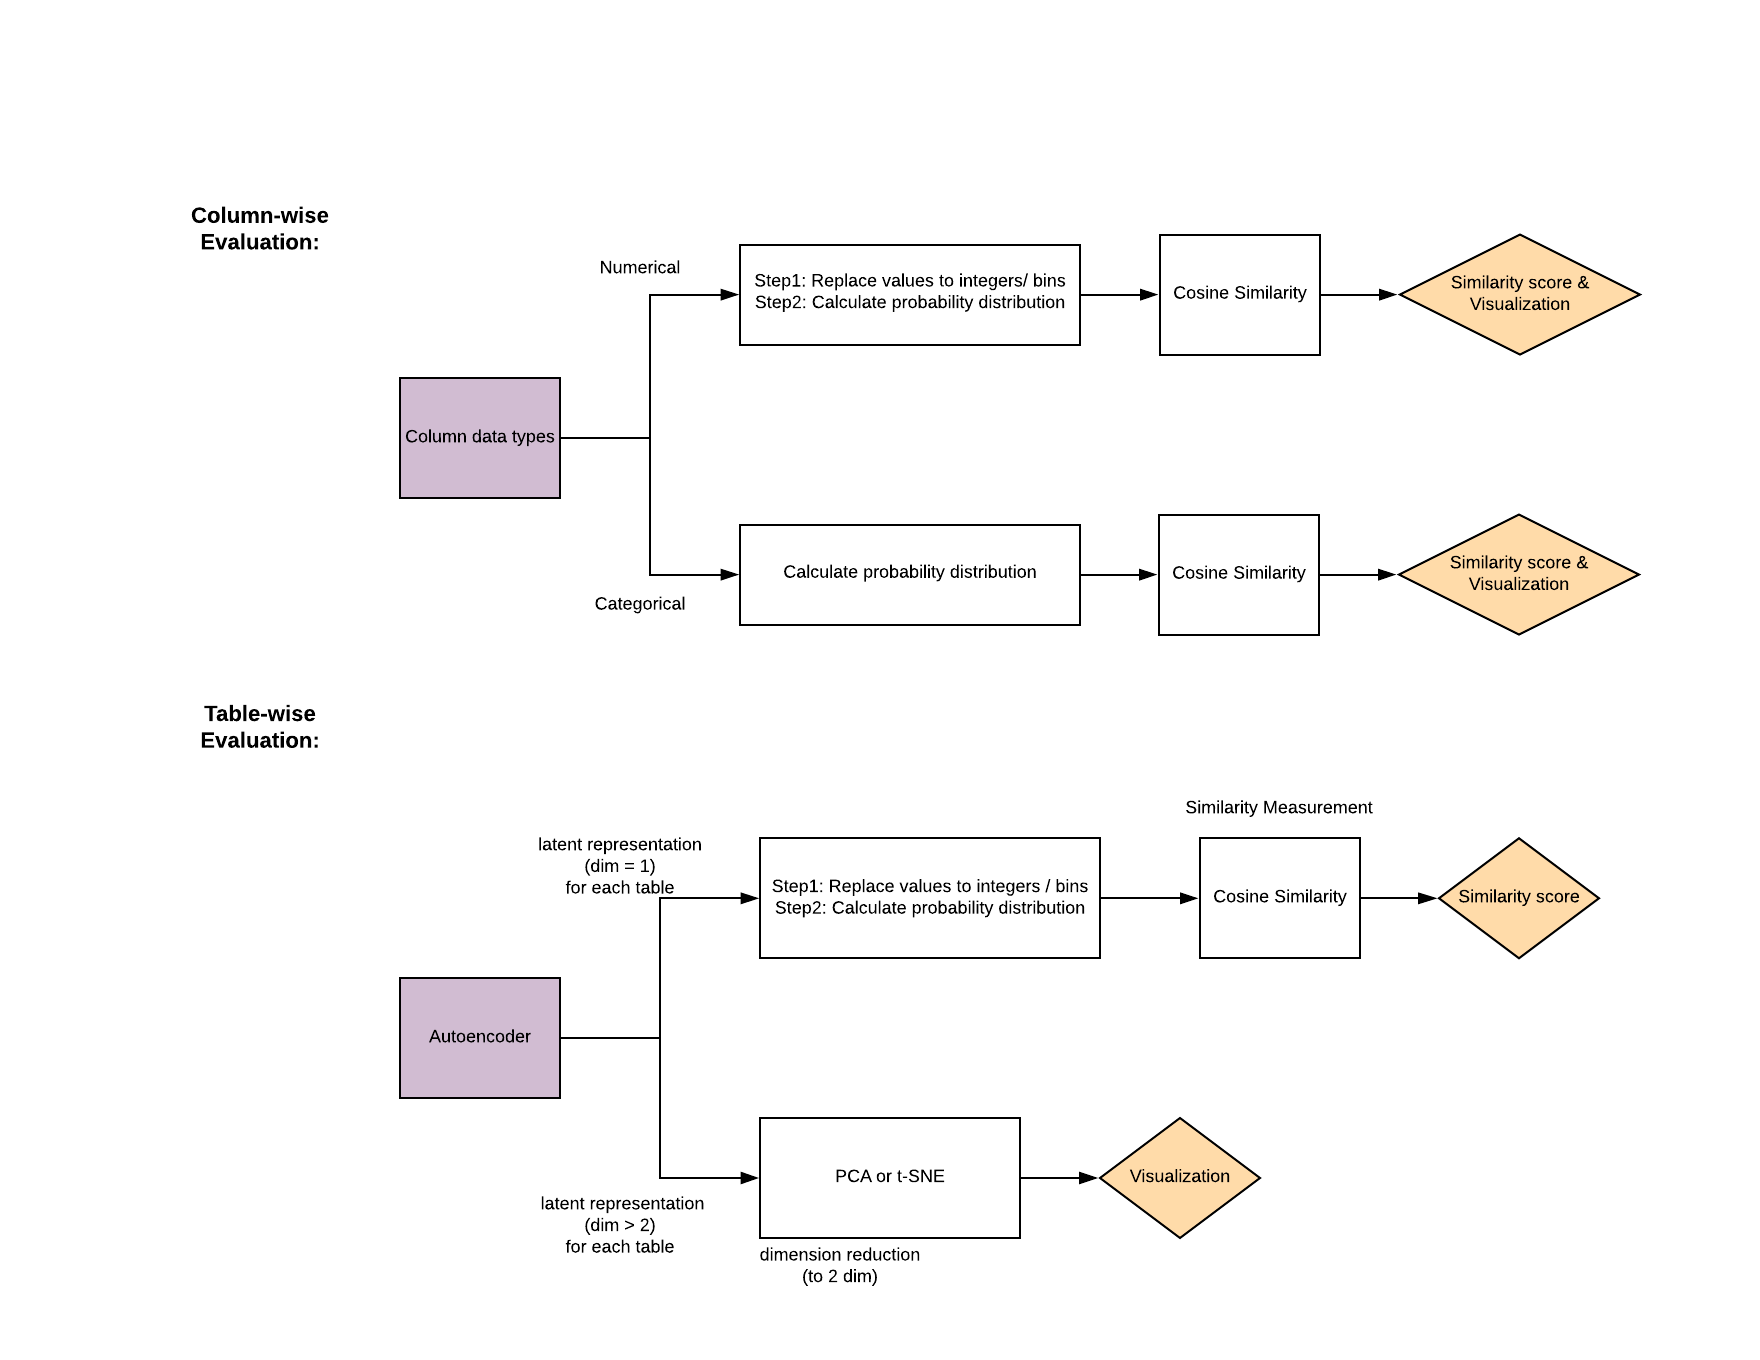 Column-wise
Evaluation:
Numerical
Step1: Replace values to integers/ bins
Step2: Calculate probability distribution
Cosine Similarity
Similarity score &
Visualization
Column data types
Categorical
Calculate probability distribution
Cosine Similarity
Similarity score &
Visualization
Table-wise
Evaluation:
latent representation
(dim = 1)
for each table
Step1: Replace values to integers / bins
Step2: Calculate probability distribution
Similarity Measurement
Cosine Similarity
Similarity score
Autoencoder
latent representation
(dim > 2)
for each table
PCA or t-SNE
dimension reduction
(to 2 dim)
Visualization